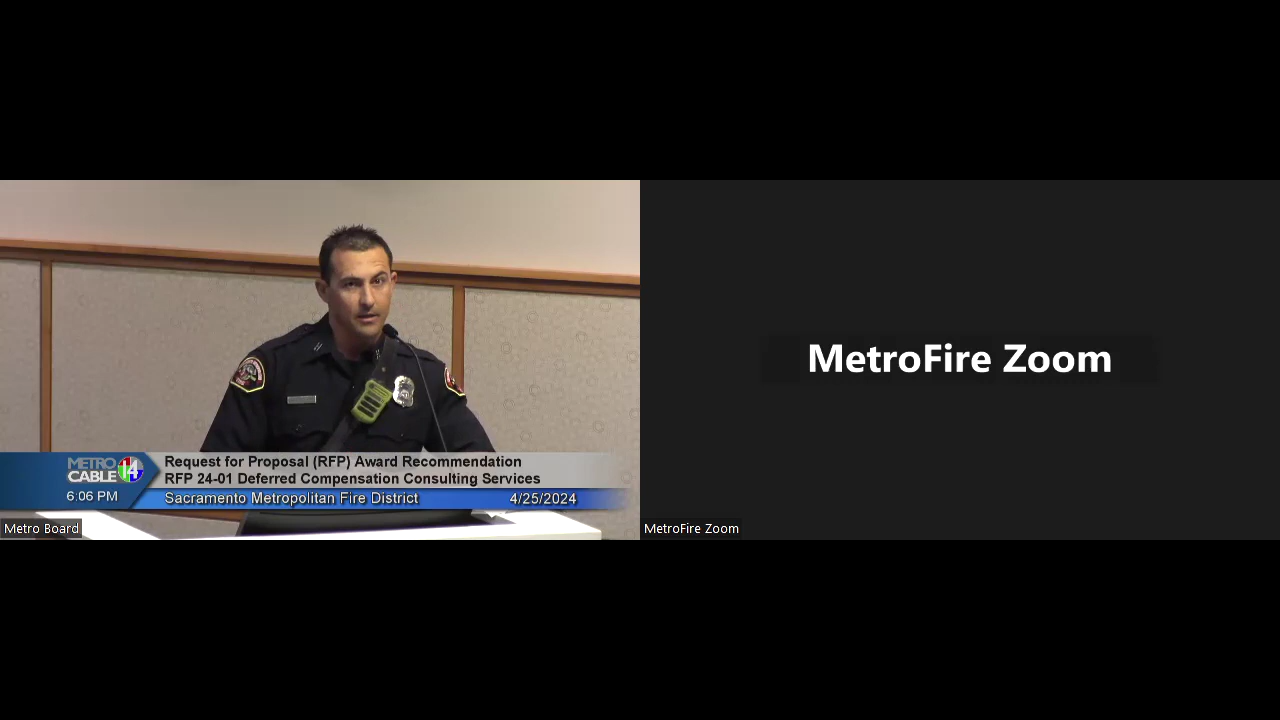 MetroFire Zoom
METRO
CABLE 14
Request for Proposal (RFP) Award Recommendation
RFP 24-01 Deferred Compensation Consulting Services
6:06 PM
Sacramento Metropolitan Fire District
4/25/2024
Metro Board
MetroFire Zoom